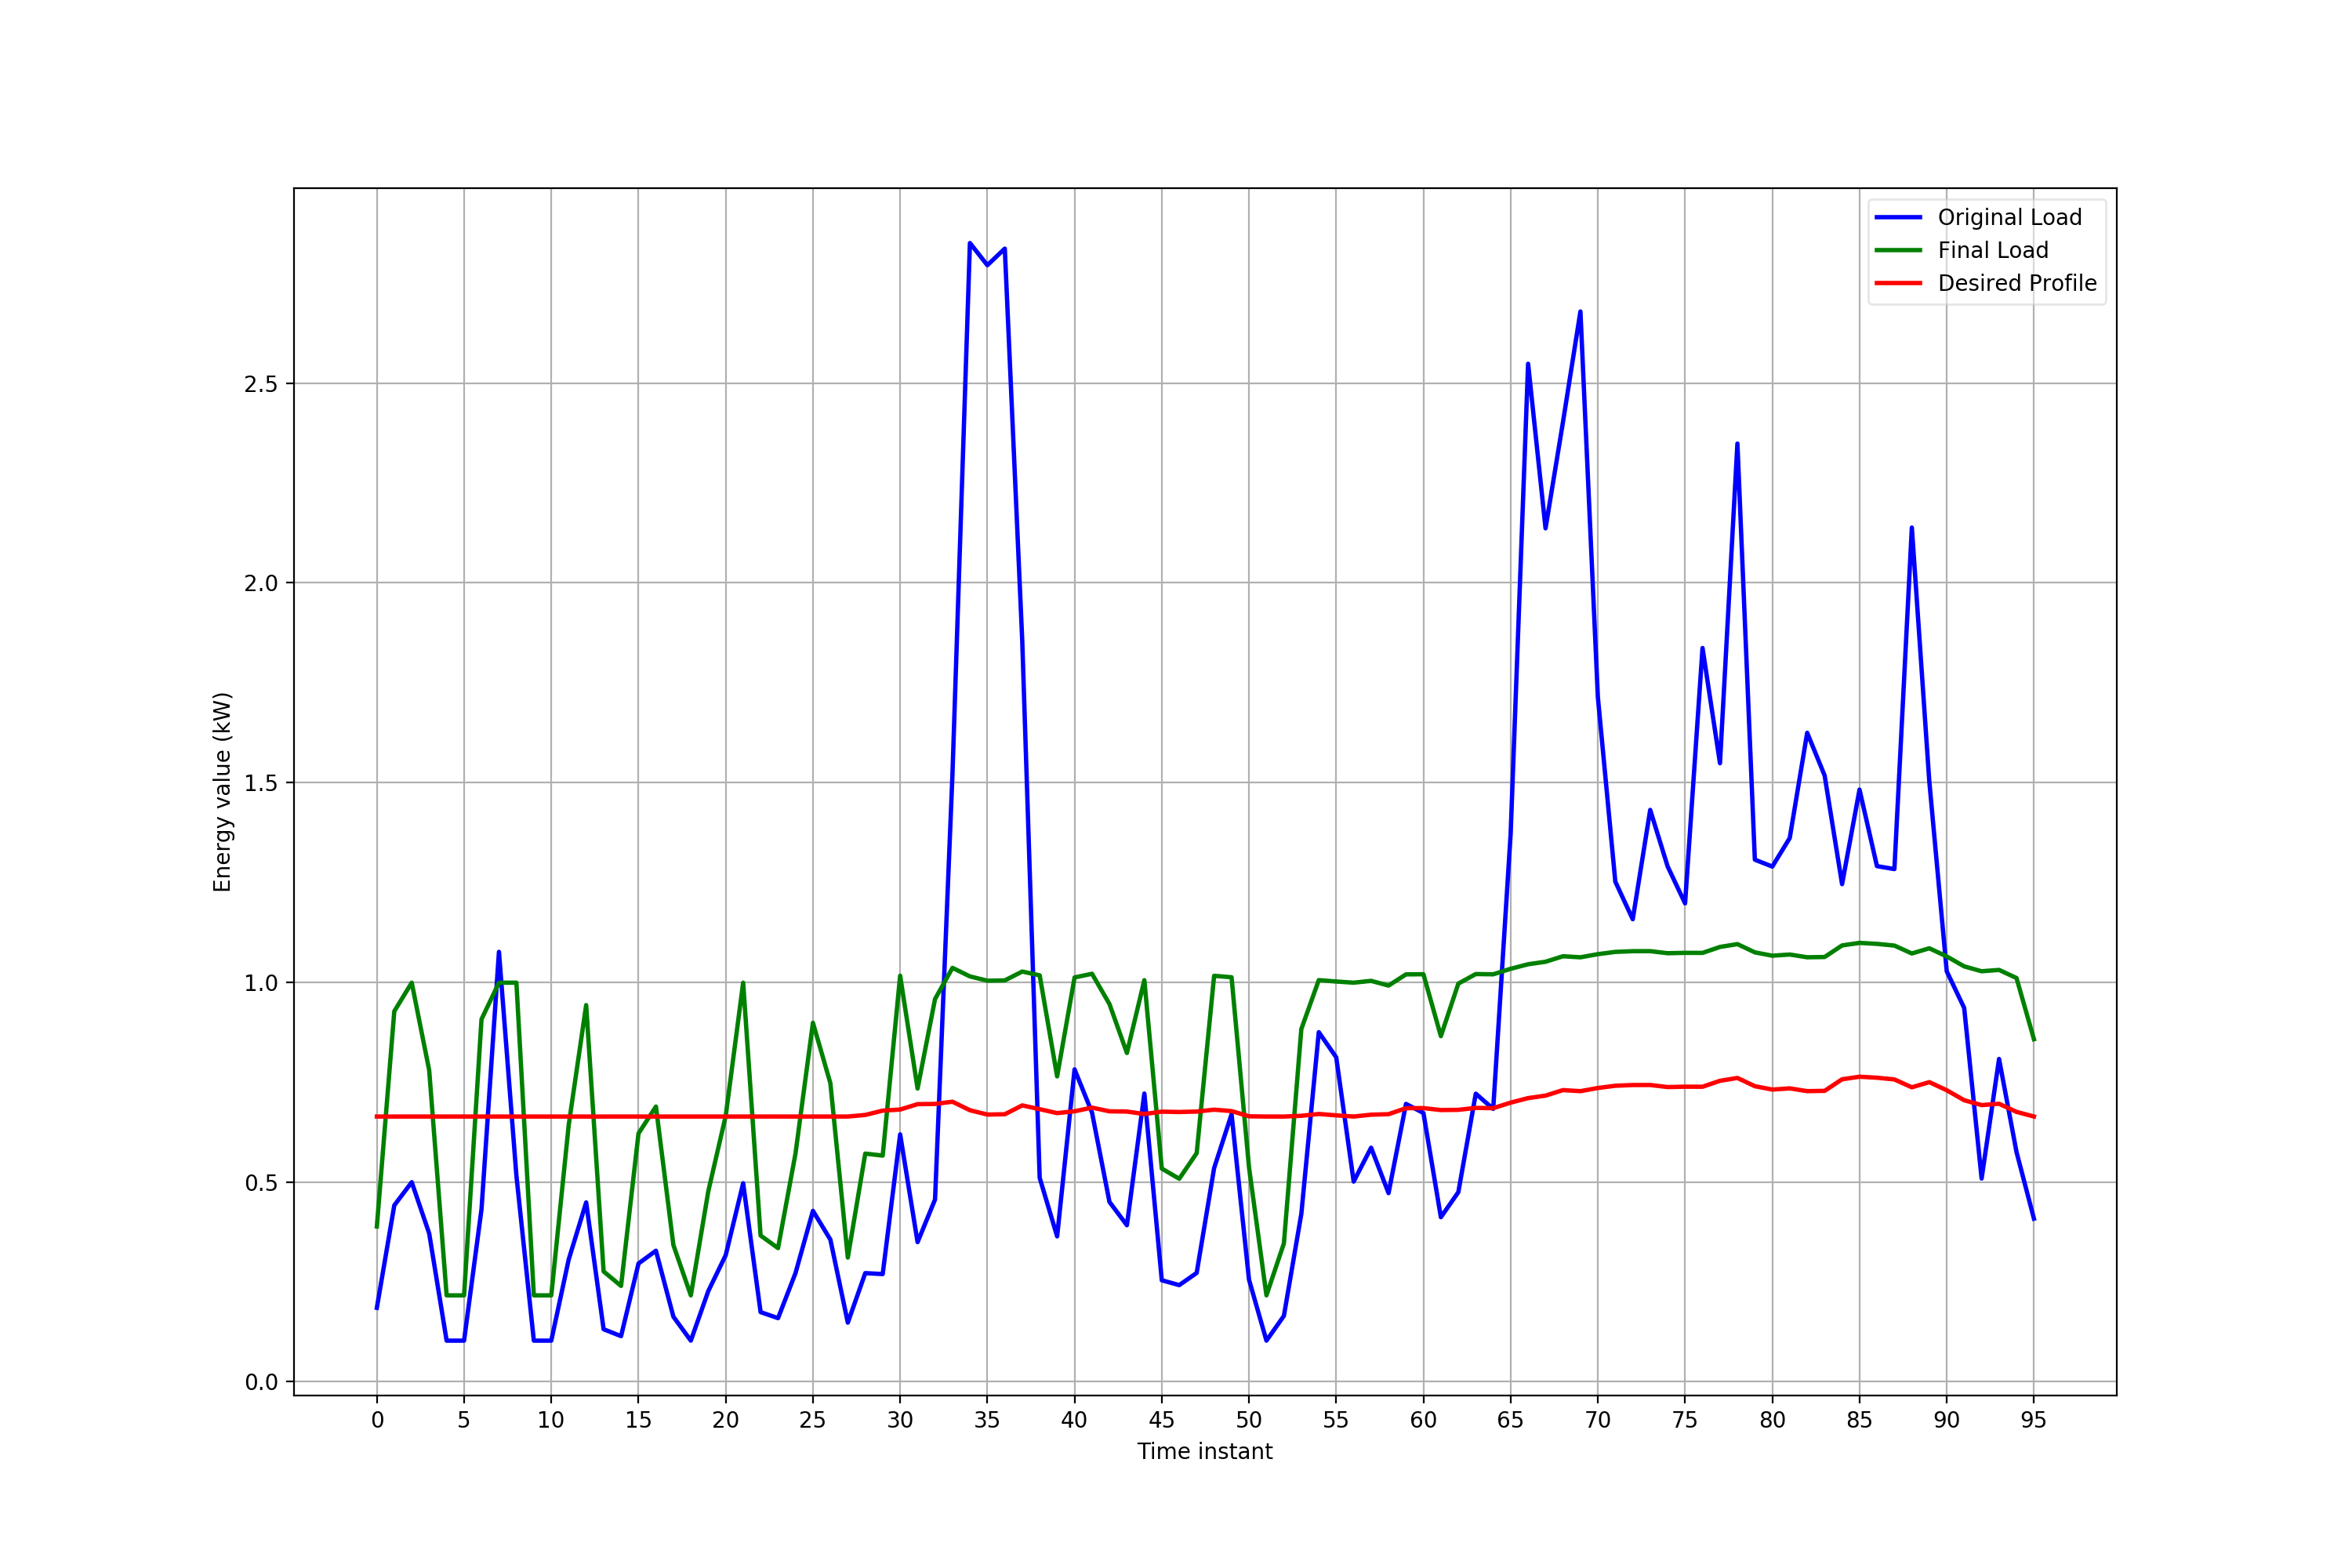 Original Load
Final Load
Desired Profile
2.5
2.0
1.5
1.0
0.5
0.0
Energy value (kW)
0 5 10 15 20 25 30 35 40 45 50 55 60 65 70 75 80 85 90 95
Time instant